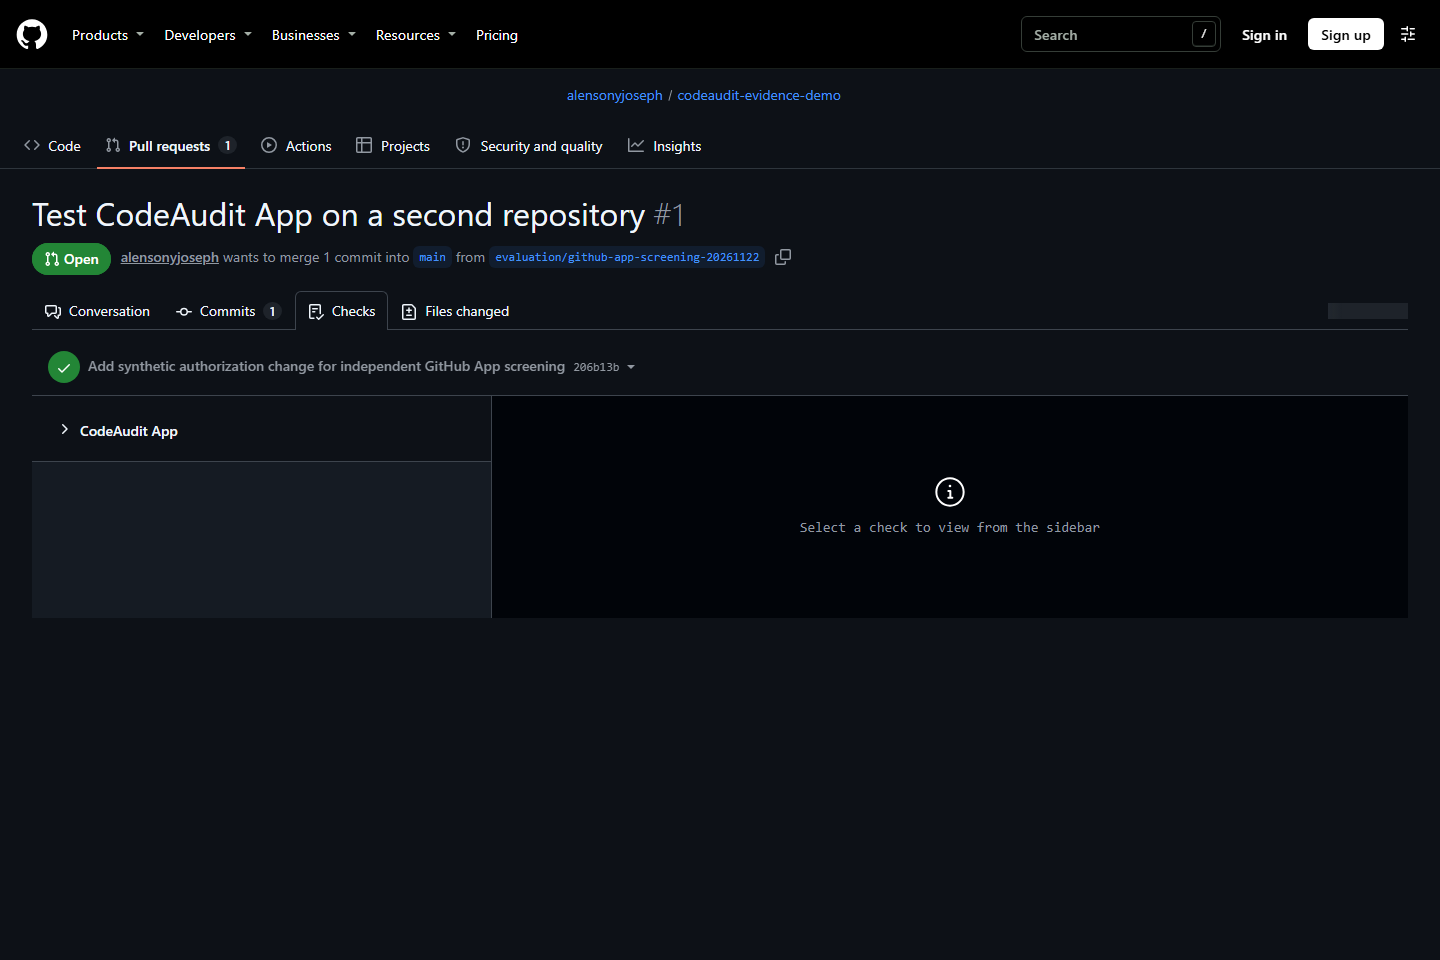 Products Developers Businesses Resources Pricing Search / Sign in Sign up
alensonyjoseph / codeaudit-evidence-demo
Code Pull requests 1 Actions Projects Security and quality Insights
Test CodeAudit App on a second repository #1
Open alensonyjoseph wants to merge 1 commit into main from evaluation/github-app-screening-20261122
Conversation Commits 1 Checks Files changed
Add synthetic authorization change for independent GitHub App screening 206b13b
CodeAudit App
Select a check to view from the sidebar